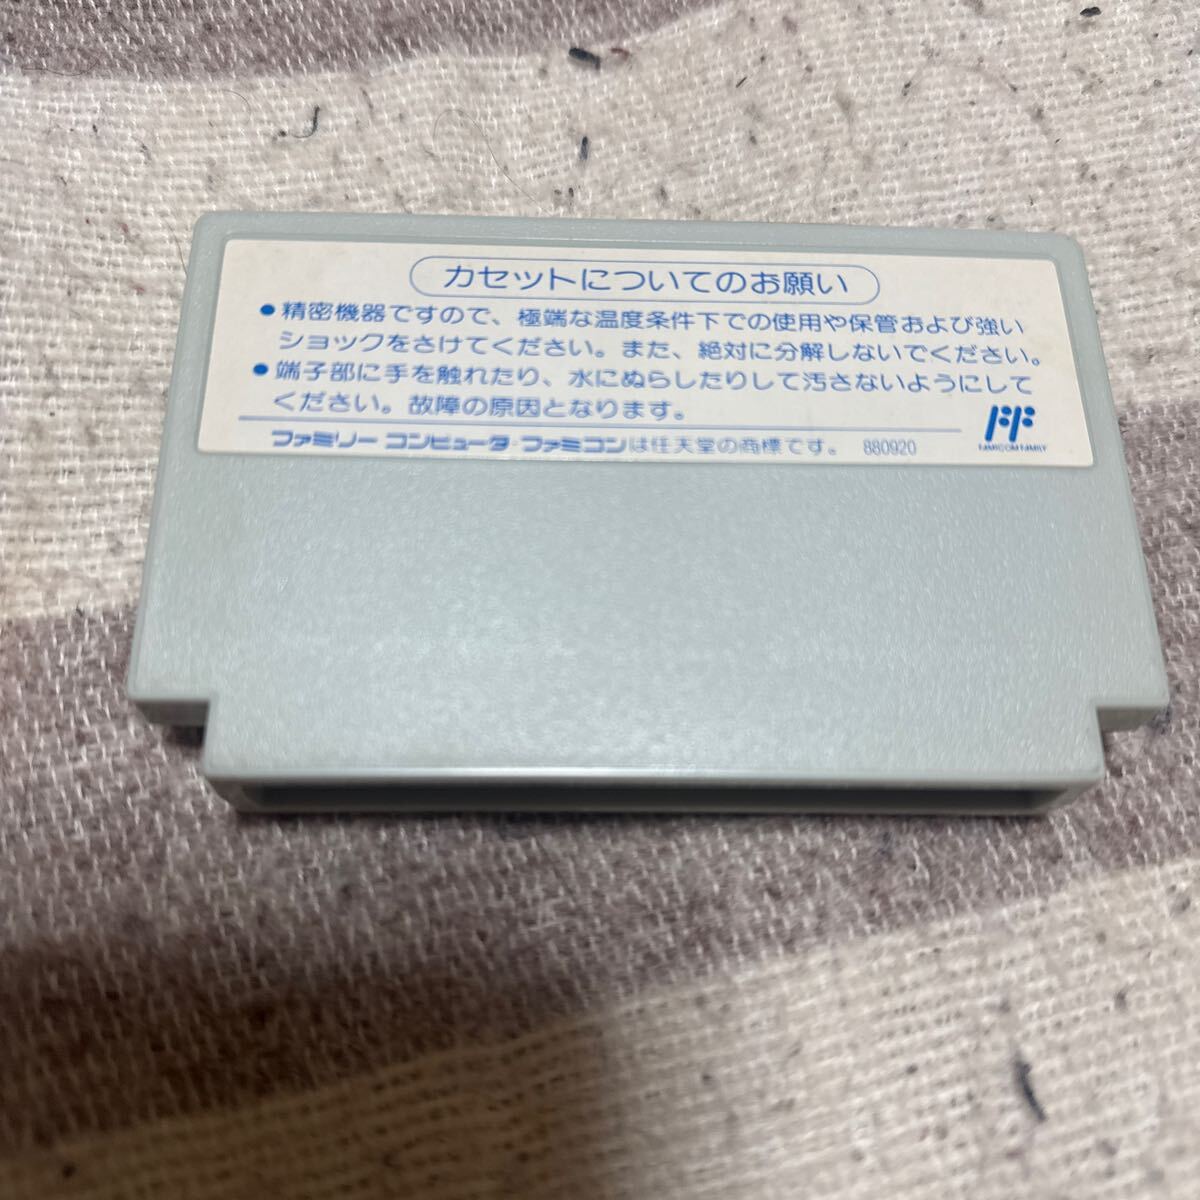 カセットについてのお願い
●精密機器ですので、極端な温度条件下での使用や保管および強い
ショックをさけてください。また、絶対に分解しないでください。
●端子部に手を触れたり、水にぬらしたりして汚さないようにして
ください。故障の原因となります。
FF
FAMICOM FAMILY
ファミリー コンピュータ・ファミコンは任天堂の商標です。 880920